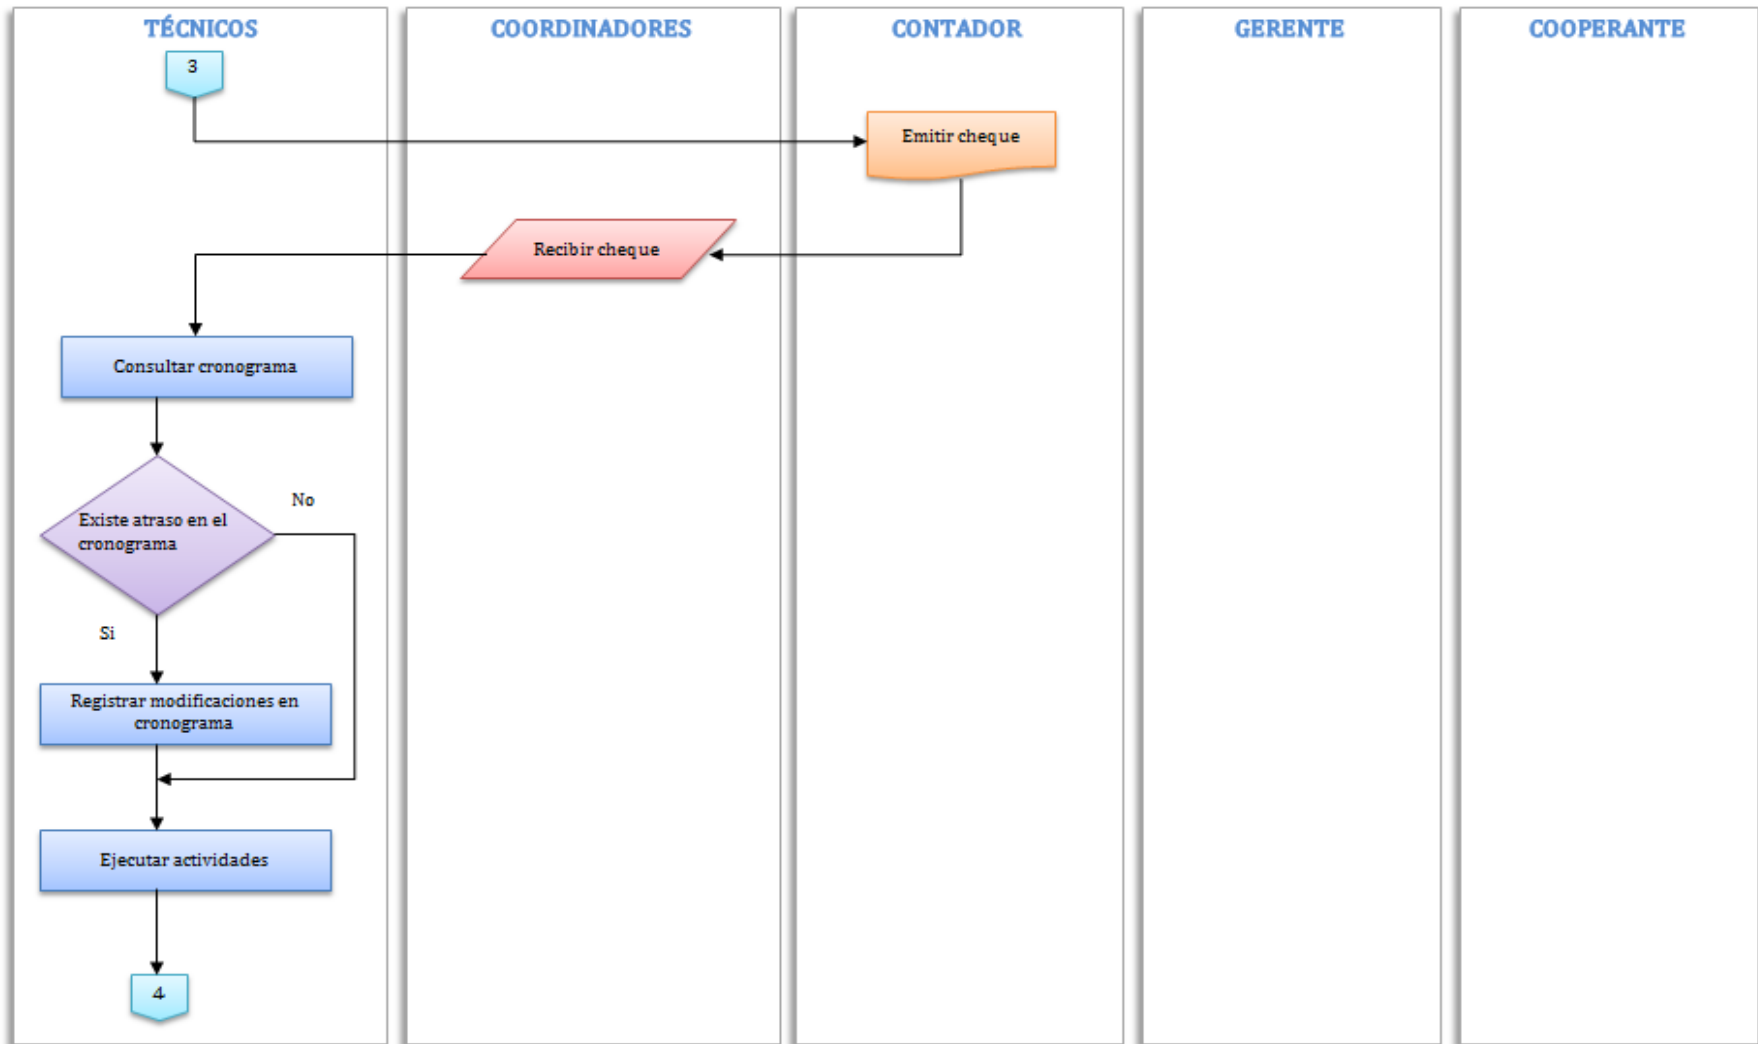 TÉCNICOS
COORDINADORES
CONTADOR
GERENTE
COOPERANTE
3
Emitir cheque
Recibir cheque
Consultar cronograma
No
Existe atraso en el
cronograma
Si
Registrar modificaciones en
cronograma
Ejecutar actividades
4